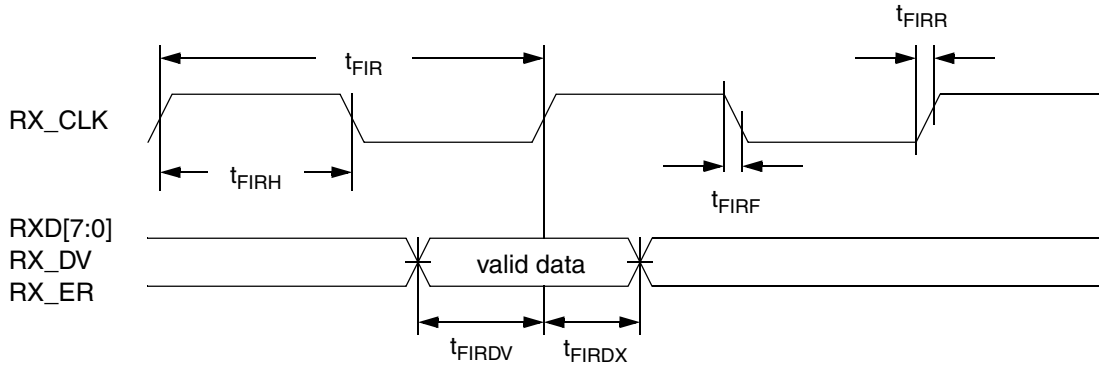 tFIRR
tFIR
RX_CLK
tFIRH
tFIRF
RXD[7:0]
RX_DV
valid data
RX_ER
tFIRDV
tFIRDX